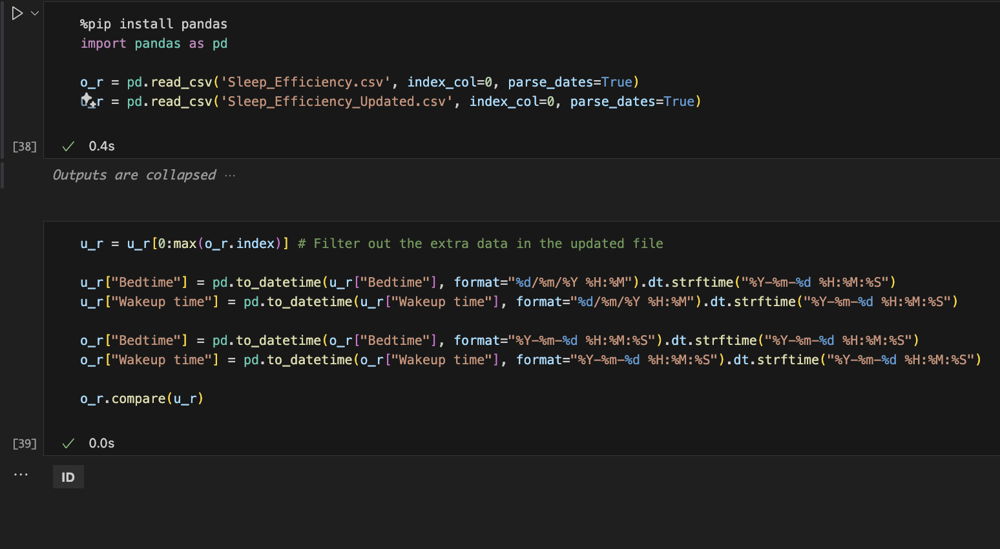 %pip install pandas
import pandas as pd
o_r = pd.read_csv('Sleep_Efficiency.csv', index_col=0, parse_dates=True)
u_r = pd.read_csv('Sleep_Efficiency_Updated.csv', index_col=0, parse_dates=True)
[38]
0.4s
Outputs are collapsed ...
u_r = u_r[0:max(o_r.index)] # Filter out the extra data in the updated file
u_r["Bedtime"] = pd.to_datetime(u_r["Bedtime"], format="%d/%m/%Y %H:%M").dt.strftime("%Y-%m-%d %H:%M:%S")
u_r["Wakeup time"] = pd.to_datetime(u_r["Wakeup time"], format="%d/%m/%Y %H:%M").dt.strftime("%Y-%m-%d %H:%M:%S")
o_r["Bedtime"] = pd.to_datetime(o_r["Bedtime"], format="%Y-%m-%d %H:%M:%S").dt.strftime("%Y-%m-%d %H:%M:%S")
o_r["Wakeup time"] = pd.to_datetime(o_r["Wakeup time"], format="%Y-%m-%d %H:%M:%S").dt.strftime("%Y-%m-%d %H:%M:%S")
o_r.compare(u_r)
[39]
0.0s
... ID